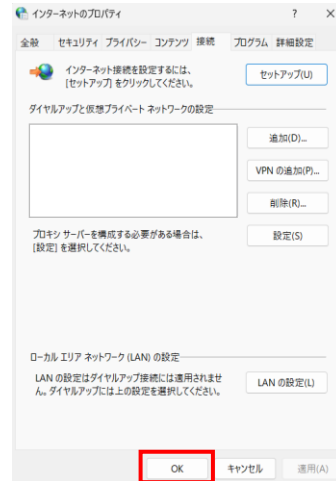 インターネットのプロパティ
全般 セキュリティ プライバシー コンテンツ 接続 プログラム 詳細設定
インターネット接続を設定するには、
[セットアップ] をクリックしてください。
セットアップ(U)
ダイヤルアップと仮想プライベート ネットワークの設定
追加(D)...
VPN の追加(P)...
削除(R)...
プロキシ サーバーを構成する必要がある場合は、
[設定] を選択してください。
設定(S)
ローカル エリア ネットワーク (LAN) の設定
LAN の設定はダイヤルアップ接続には適用されませ
ん。ダイヤルアップには上の設定を選択してください。
LAN の設定(L)
OK キャンセル 適用(A)